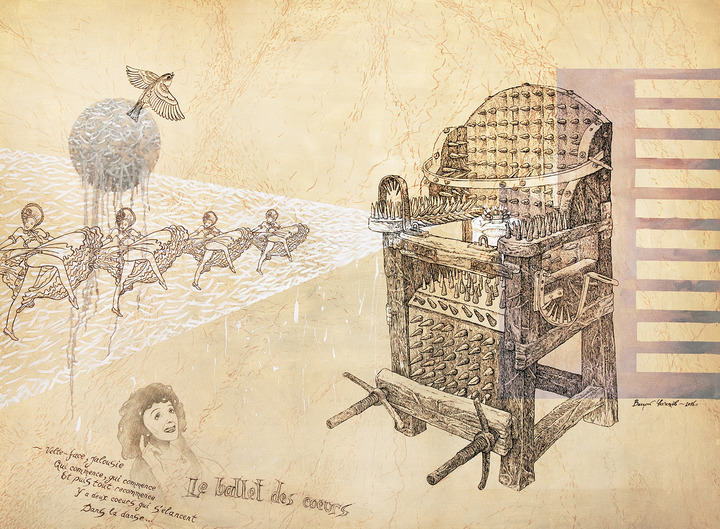 ~ Volte-face, jalousie
Qui commence, qui commence
Et puis tout recommence
Y a deux coeurs qui s'élancent
Dans la danse...
Le ballet des coeurs
~ 2016